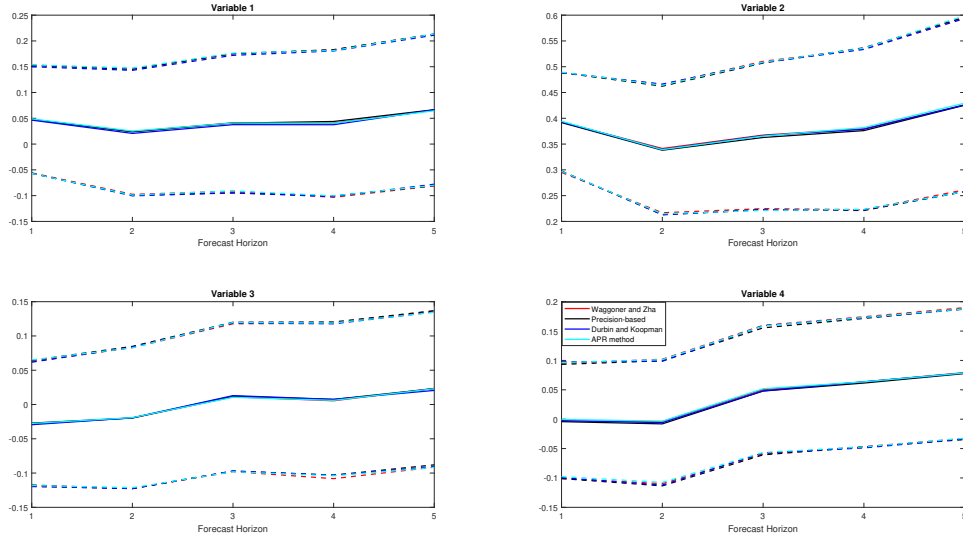 Variable 1
0.25
0.2
0.15
0.1
0.05
0
-0.05
-0.1
-0.15
1 2 3 4 5
Forecast Horizon
Variable 2
0.6
0.55
0.5
0.45
0.4
0.35
0.3
0.25
0.2
1 2 3 4 5
Forecast Horizon
Variable 3
0.15
0.1
0.05
0
-0.05
-0.1
-0.15
1 2 3 4 5
Forecast Horizon
Variable 4
0.2
0.15
0.1
0.05
0
-0.05
-0.1
-0.15
1 2 3 4 5
Forecast Horizon
Waggoner and Zha
Precision-based
Durbin and Koopman
APR method